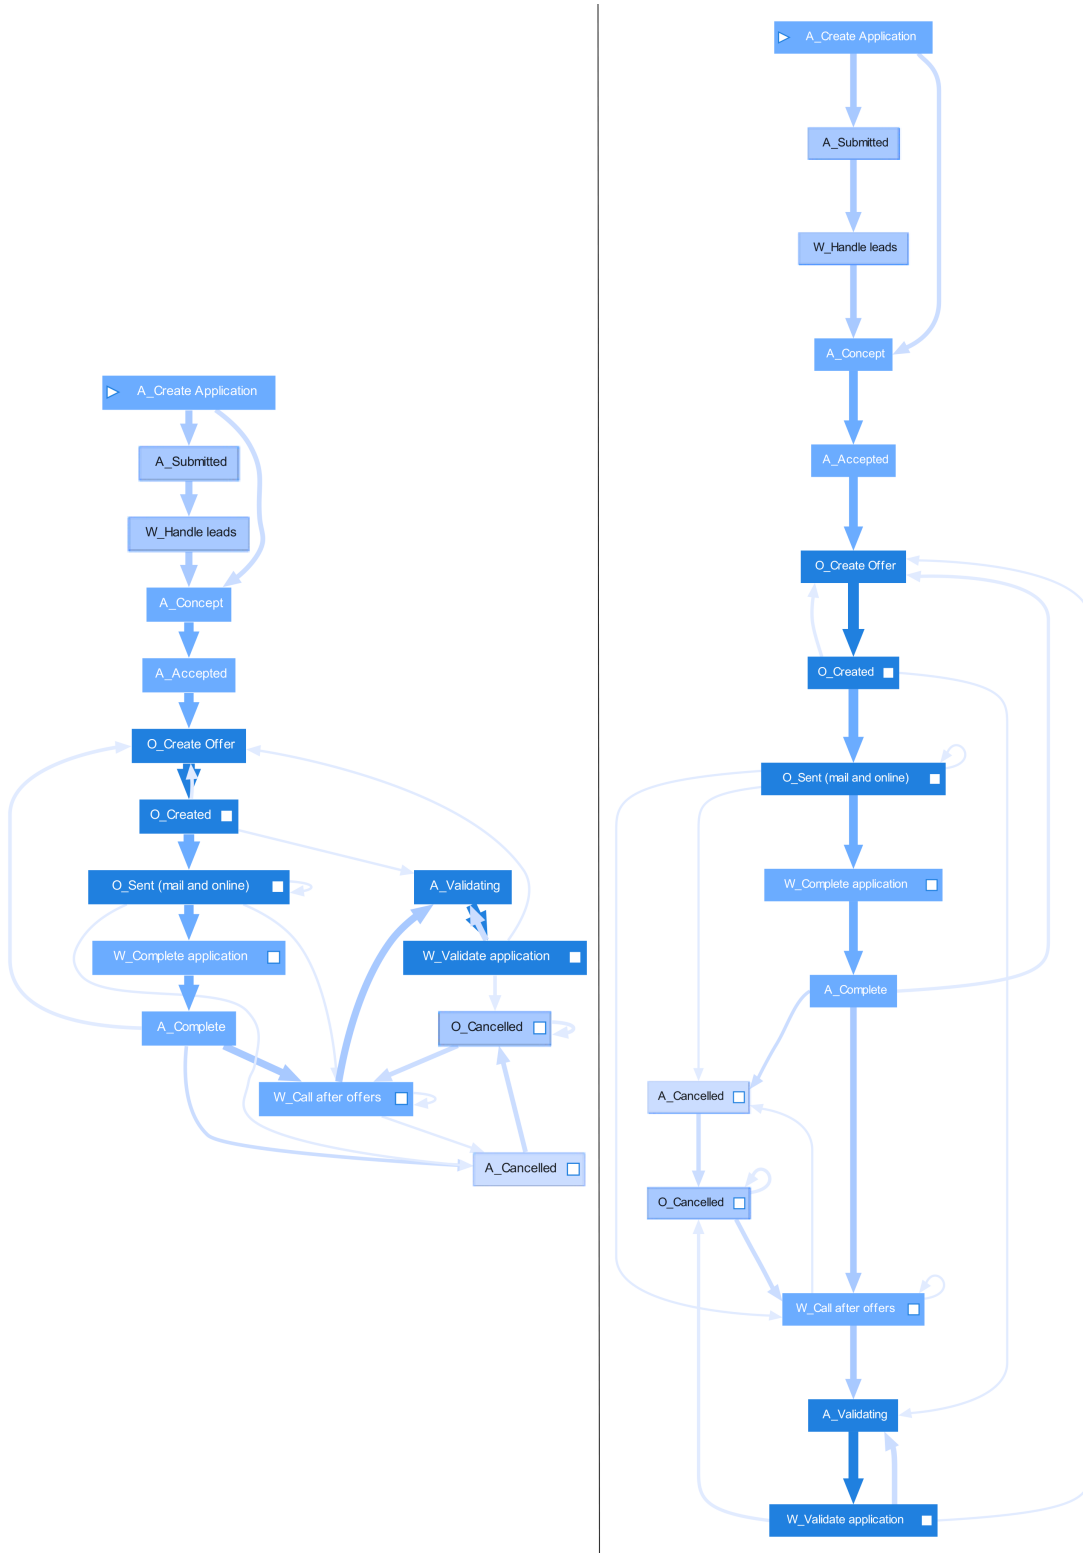 A_Create Application
A_Submitted
W_Handle leads
A_Concept
A_Accepted
O_Create Offer
O_Created
O_Sent (mail and online)
A_Validating
W_Complete application
W_Validate application
A_Complete
O_Cancelled
W_Call after offers
A_Cancelled
A_Create Application
A_Submitted
W_Handle leads
A_Concept
A_Accepted
O_Create Offer
O_Created
O_Sent (mail and online)
W_Complete application
A_Complete
A_Cancelled
O_Cancelled
W_Call after offers
A_Validating
W_Validate application